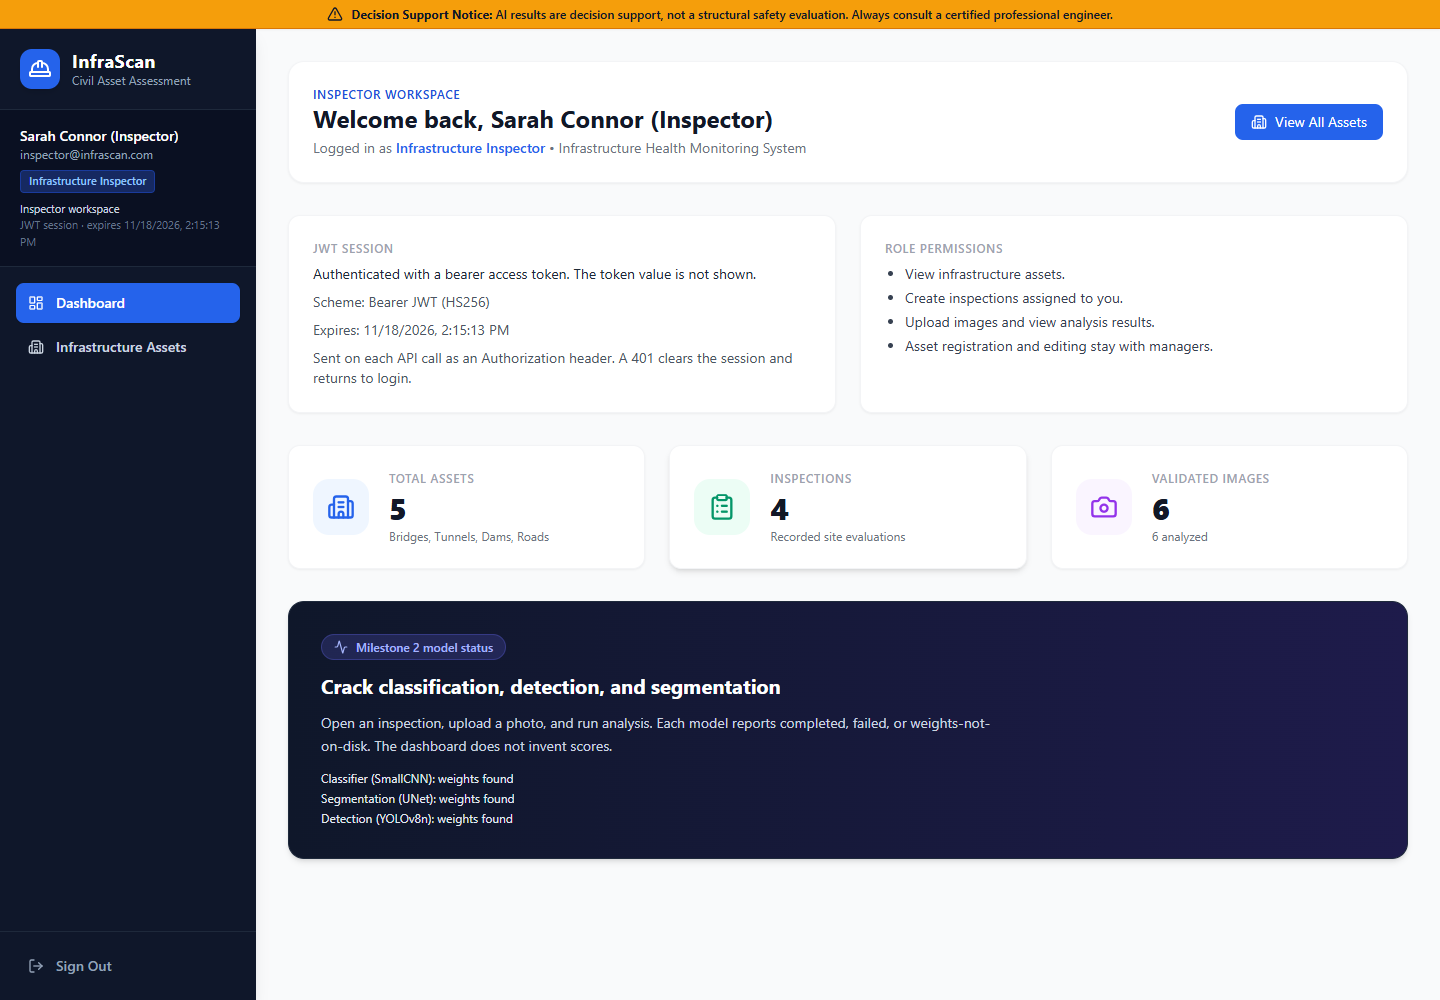 Decision Support Notice: AI results are decision support, not a structural safety evaluation. Always consult a certified professional engineer.
InfraScan
Civil Asset Assessment
Sarah Connor (Inspector)
inspector@infrascan.com
Infrastructure Inspector
Inspector workspace
JWT session · expires 11/18/2026, 2:15:13
PM
Dashboard
Infrastructure Assets
Sign Out
INSPECTOR WORKSPACE
Welcome back, Sarah Connor (Inspector)
Logged in as Infrastructure Inspector • Infrastructure Health Monitoring System
View All Assets
JWT SESSION
Authenticated with a bearer access token. The token value is not shown.
Scheme: Bearer JWT (HS256)
Expires: 11/18/2026, 2:15:13 PM
Sent on each API call as an Authorization header. A 401 clears the session and
returns to login.
ROLE PERMISSIONS
• View infrastructure assets.
• Create inspections assigned to you.
• Upload images and view analysis results.
• Asset registration and editing stay with managers.
TOTAL ASSETS
5
Bridges, Tunnels, Dams, Roads
INSPECTIONS
4
Recorded site evaluations
VALIDATED IMAGES
6
6 analyzed
Milestone 2 model status
Crack classification, detection, and segmentation
Open an inspection, upload a photo, and run analysis. Each model reports completed, failed, or weights-not-
on-disk. The dashboard does not invent scores.
Classifier (SmallCNN): weights found
Segmentation (UNet): weights found
Detection (YOLOv8n): weights found